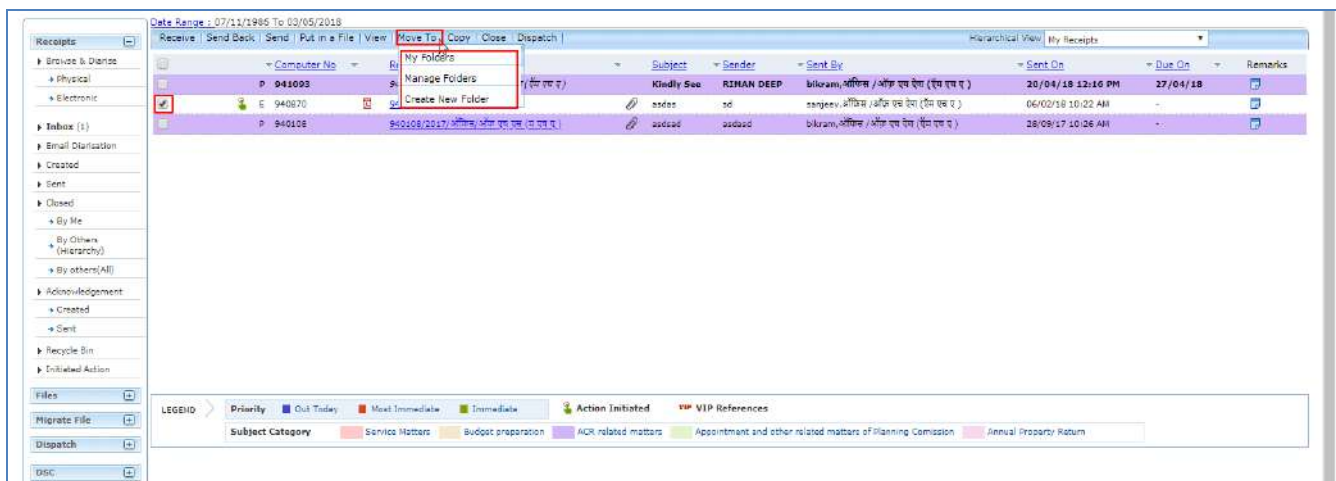 Date Range : 07/11/1986 To 03/05/2018
Receipts
Receive | Send Back | Send | Put in a File | View | Move To | Copy | Close | Dispatch |
Hierarchical View My Receipts
Browse & Diarise
Physical
Electronic
Inbox (1)
Email Diarisation
Created
Sent
Closed
By Me
By Others
(Hierarchy)
By others(All)
Acknowledgement
Created
Sent
Recycle Bin
Initiated Action
Files
Migrate File
Dispatch
DSC
My Folders
Manage Folders
Create New Folder
Computer No Subject Sender Sent By Sent On Due On Remarks
P 941093 Kindly See RIMAN DEEP bikram, 20/04/18 12:16 PM 27/04/18
E 940870 asdas sd sanjeev, 06/02/18 10:22 AM -
P 940108 940108/2017/ asdsad asdasd bikram, 28/09/17 10:26 AM -
LEGEND Priority Out Today Most Immediate Immediate Action Initiated VIP VIP References
Subject Category Service Matters Budget preparation ACR related matters Appointment and other related matters of Planning Comission Annual Property Return